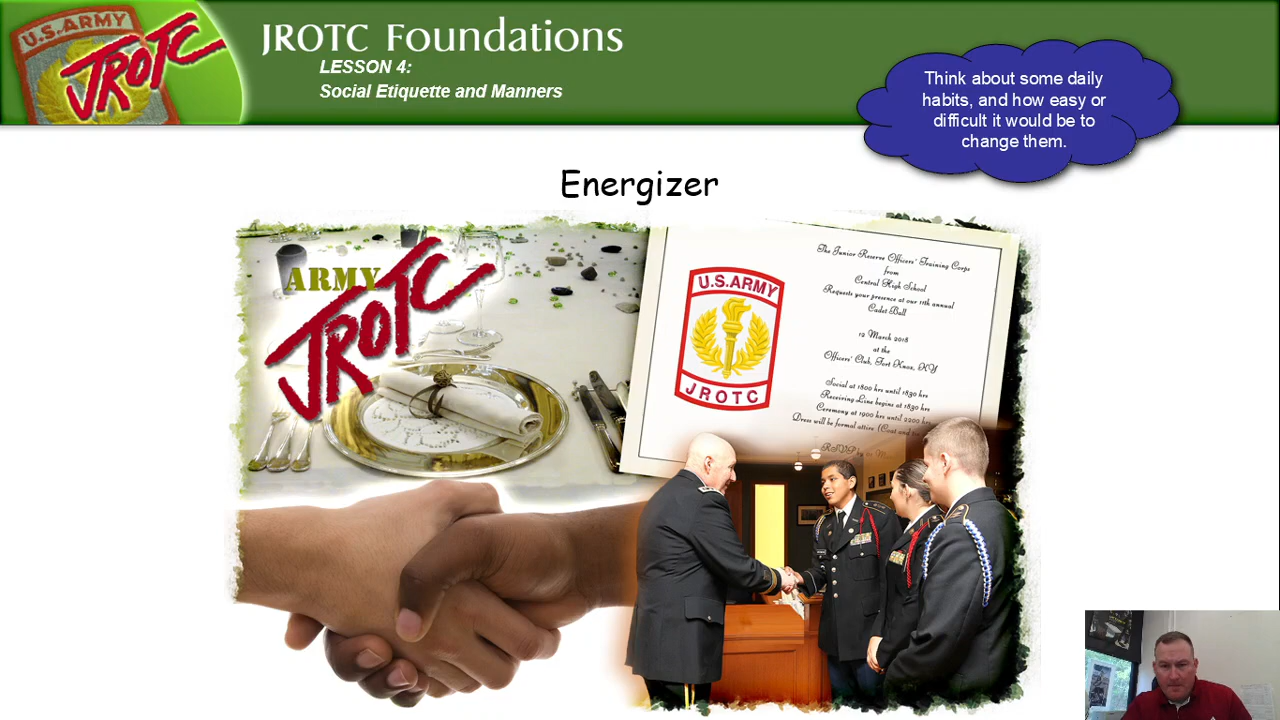 U.S.ARMY
JROTC
JROTC Foundations
LESSON 4:
Social Etiquette and Manners
Think about some daily
habits, and how easy or
difficult it would be to
change them.
Energizer
ARMY
JROTC
The Junior Reserve Officers' Training Corps
from
Central High School
Requests your presence at our 11th annual
Cadet Ball
12 March 2018
at the
Officers' Club, Fort Knox, KY
Social at 1800 hrs until 1830 hrs
Receiving Line begins at 1830 hrs
Ceremony at 1900 hrs until 2200 hrs
Dress will be formal attire (Coat and
RSVP by
U.S.ARMY
JROTC